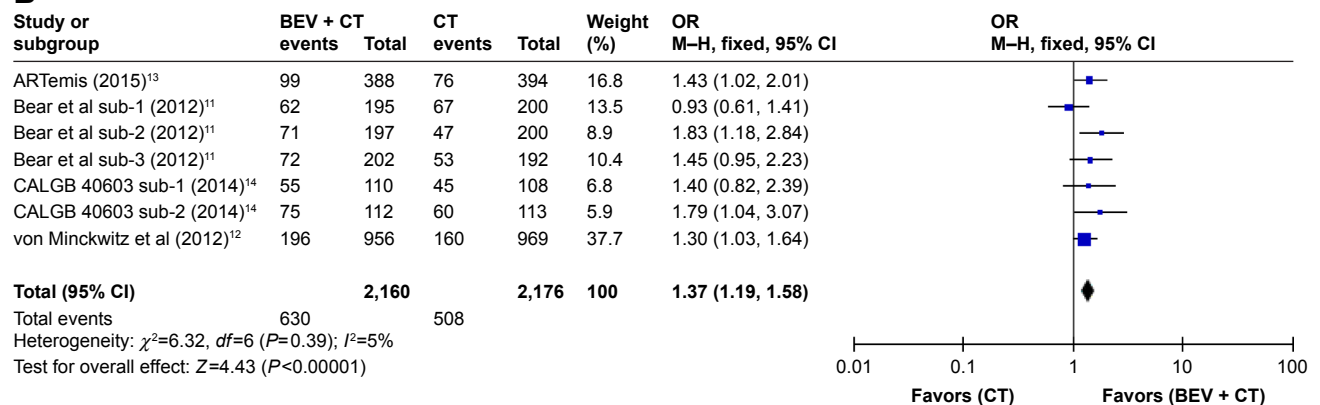 B
Study or BEV + CT CT Weight OR OR
subgroup events Total events Total (%) M–H, fixed, 95% CI M–H, fixed, 95% CI
ARTemis (2015)¹³ 99 388 76 394 16.8 1.43 (1.02, 2.01)
Bear et al sub-1 (2012)¹¹ 62 195 67 200 13.5 0.93 (0.61, 1.41)
Bear et al sub-2 (2012)¹¹ 71 197 47 200 8.9 1.83 (1.18, 2.84)
Bear et al sub-3 (2012)¹¹ 72 202 53 192 10.4 1.45 (0.95, 2.23)
CALGB 40603 sub-1 (2014)¹⁴ 55 110 45 108 6.8 1.40 (0.82, 2.39)
CALGB 40603 sub-2 (2014)¹⁴ 75 112 60 113 5.9 1.79 (1.04, 3.07)
von Minckwitz et al (2012)¹² 196 956 160 969 37.7 1.30 (1.03, 1.64)
Total (95% CI) 2,160 2,176 100 1.37 (1.19, 1.58)
Total events 630 508
Heterogeneity: χ²=6.32, df=6 (P=0.39); I²=5%
Test for overall effect: Z=4.43 (P<0.00001)
0.01 0.1 1 10 100
Favors (CT) Favors (BEV + CT)